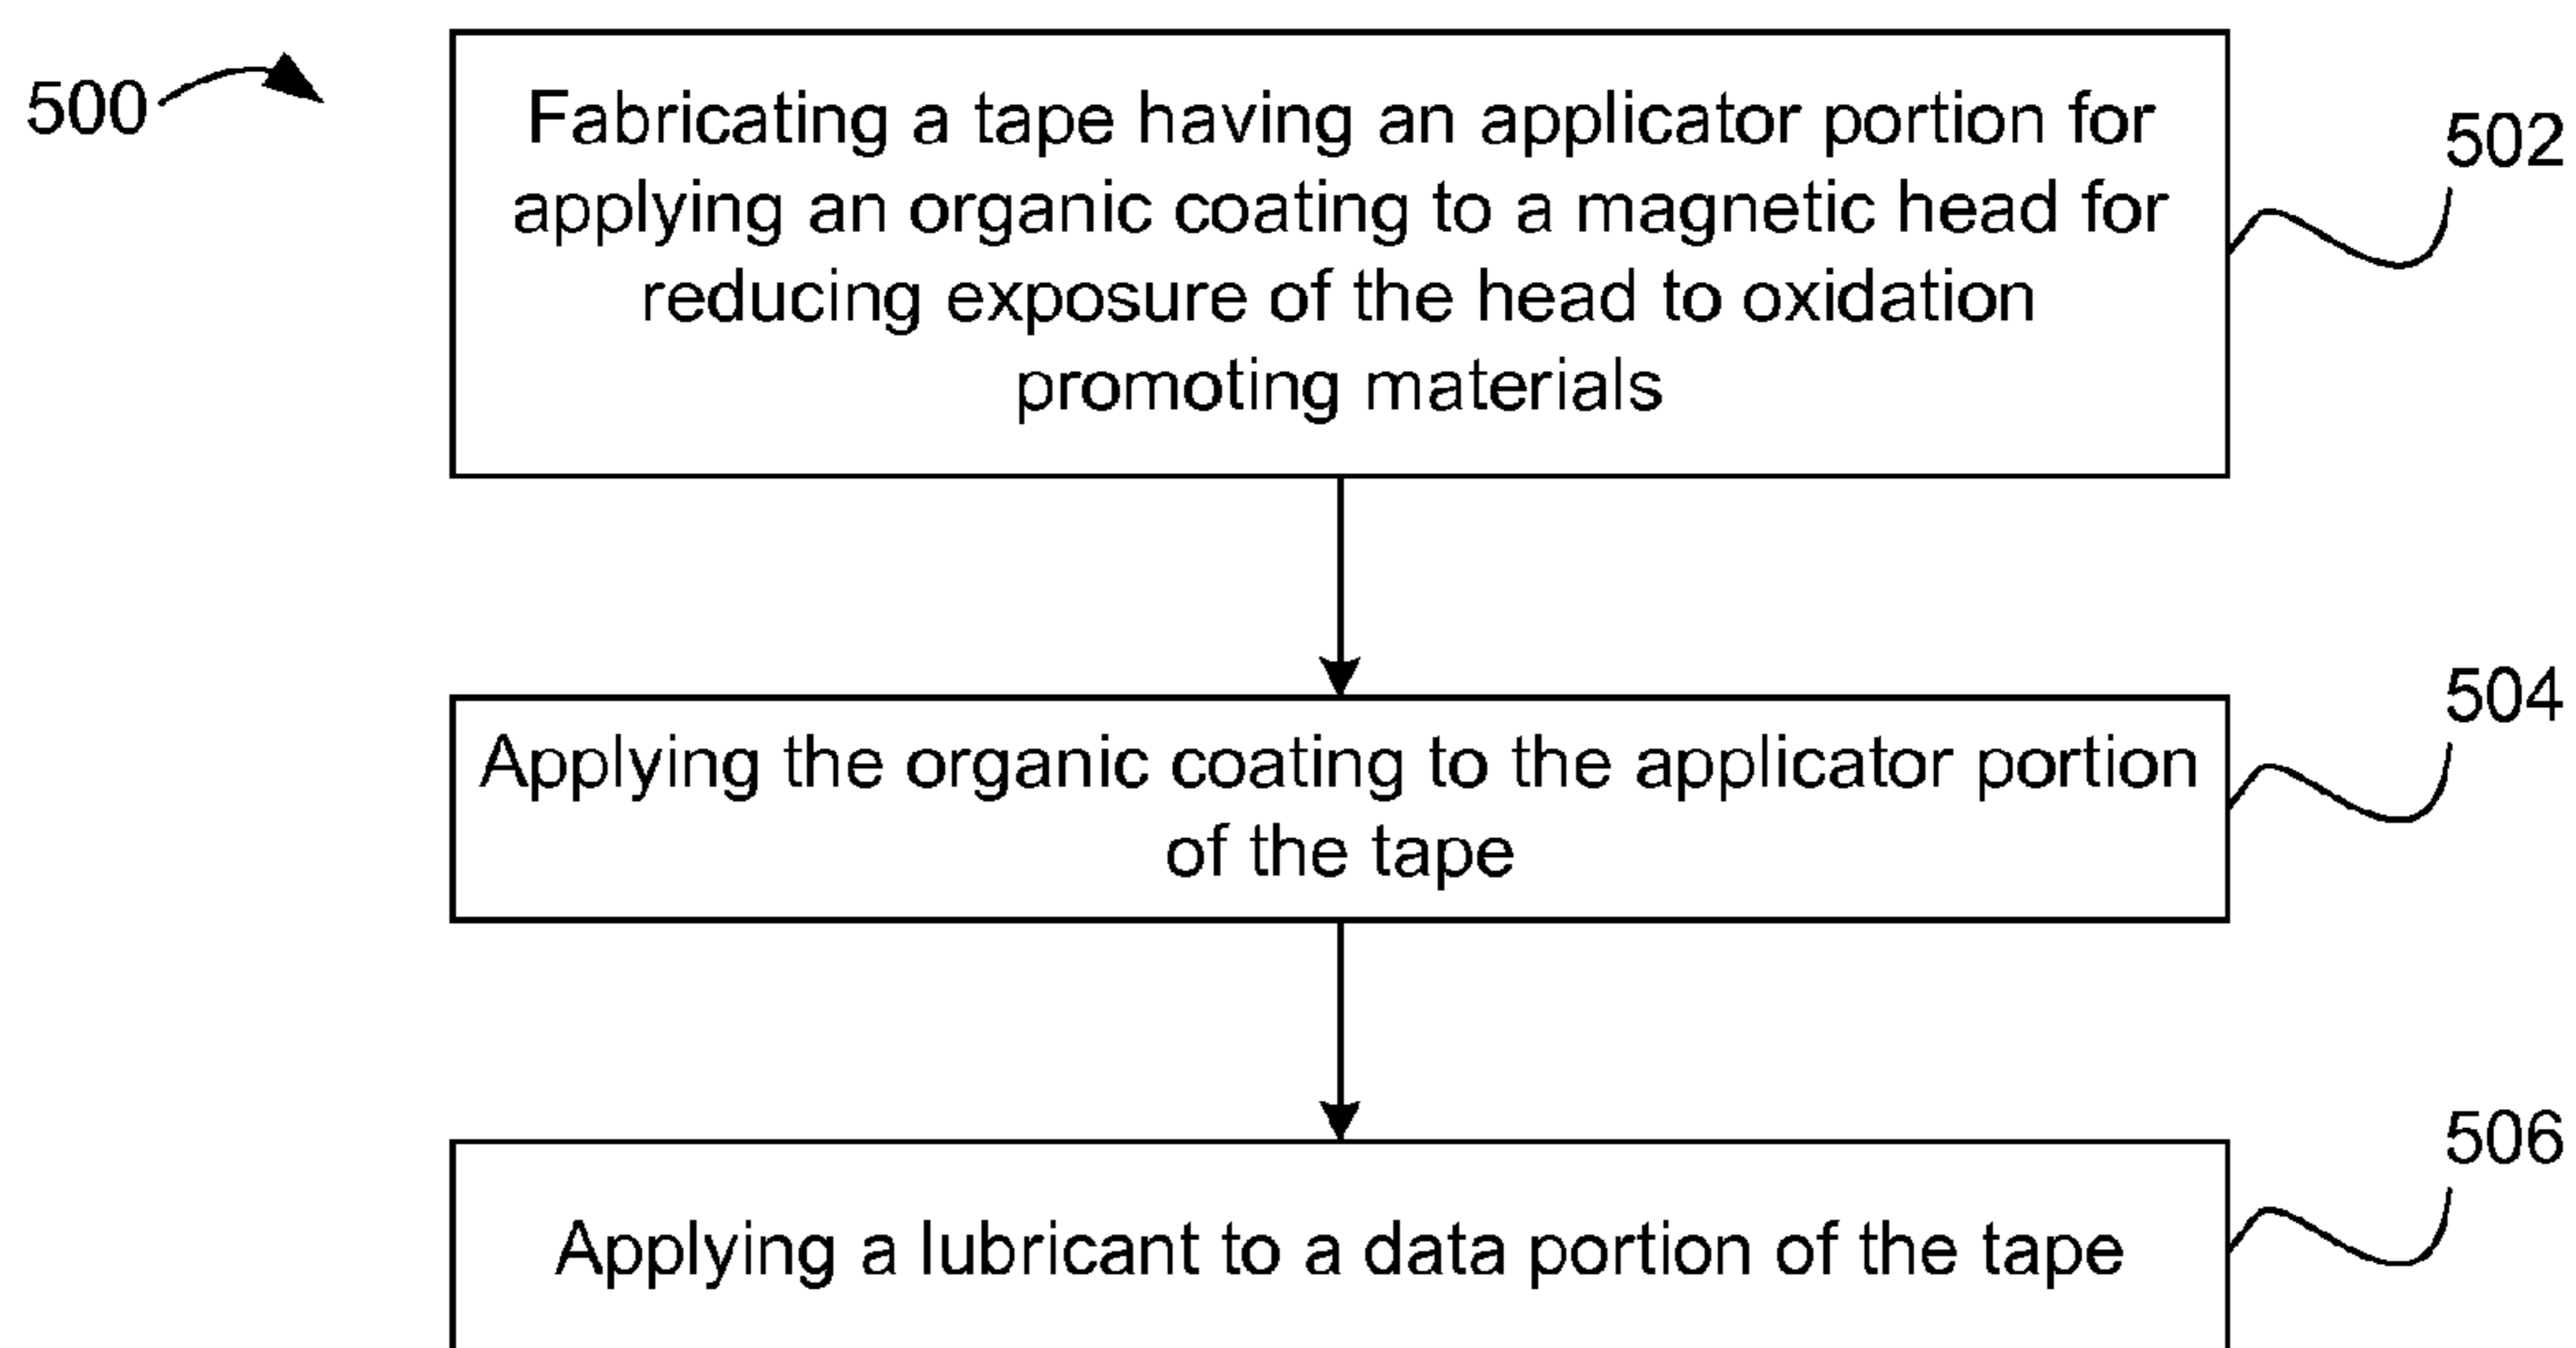 500
Fabricating a tape having an applicator portion for
applying an organic coating to a magnetic head for
reducing exposure of the head to oxidation
promoting materials
502
Applying the organic coating to the applicator portion
of the tape
504
Applying a lubricant to a data portion of the tape
506